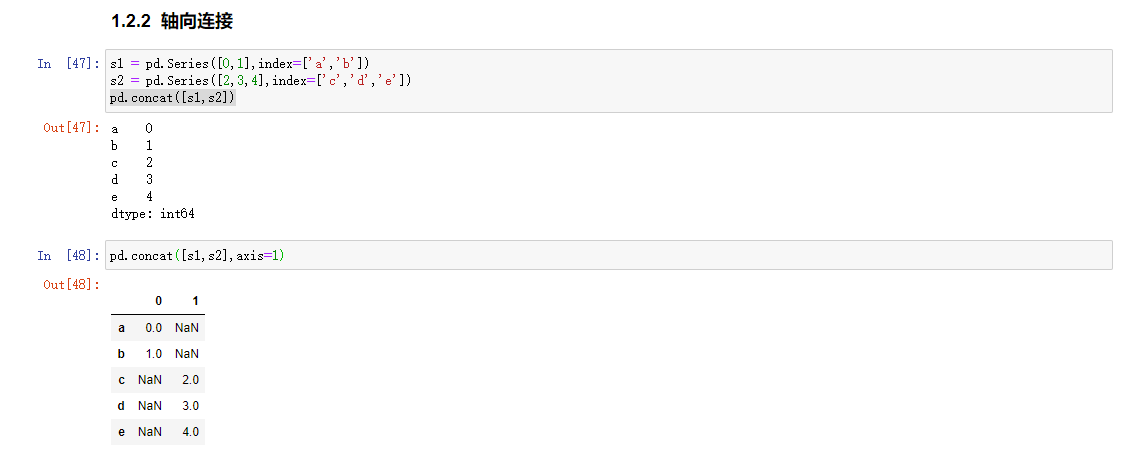 1.2.2 轴向连接
In [47]: s1 = pd.Series([0,1],index=['a','b'])
s2 = pd.Series([2,3,4],index=['c','d','e'])
pd.concat([s1,s2])
Out[47]: a 0
b 1
c 2
d 3
e 4
dtype: int64
In [48]: pd.concat([s1,s2],axis=1)
Out[48]:
0 1
a 0.0 NaN
b 1.0 NaN
c NaN 2.0
d NaN 3.0
e NaN 4.0